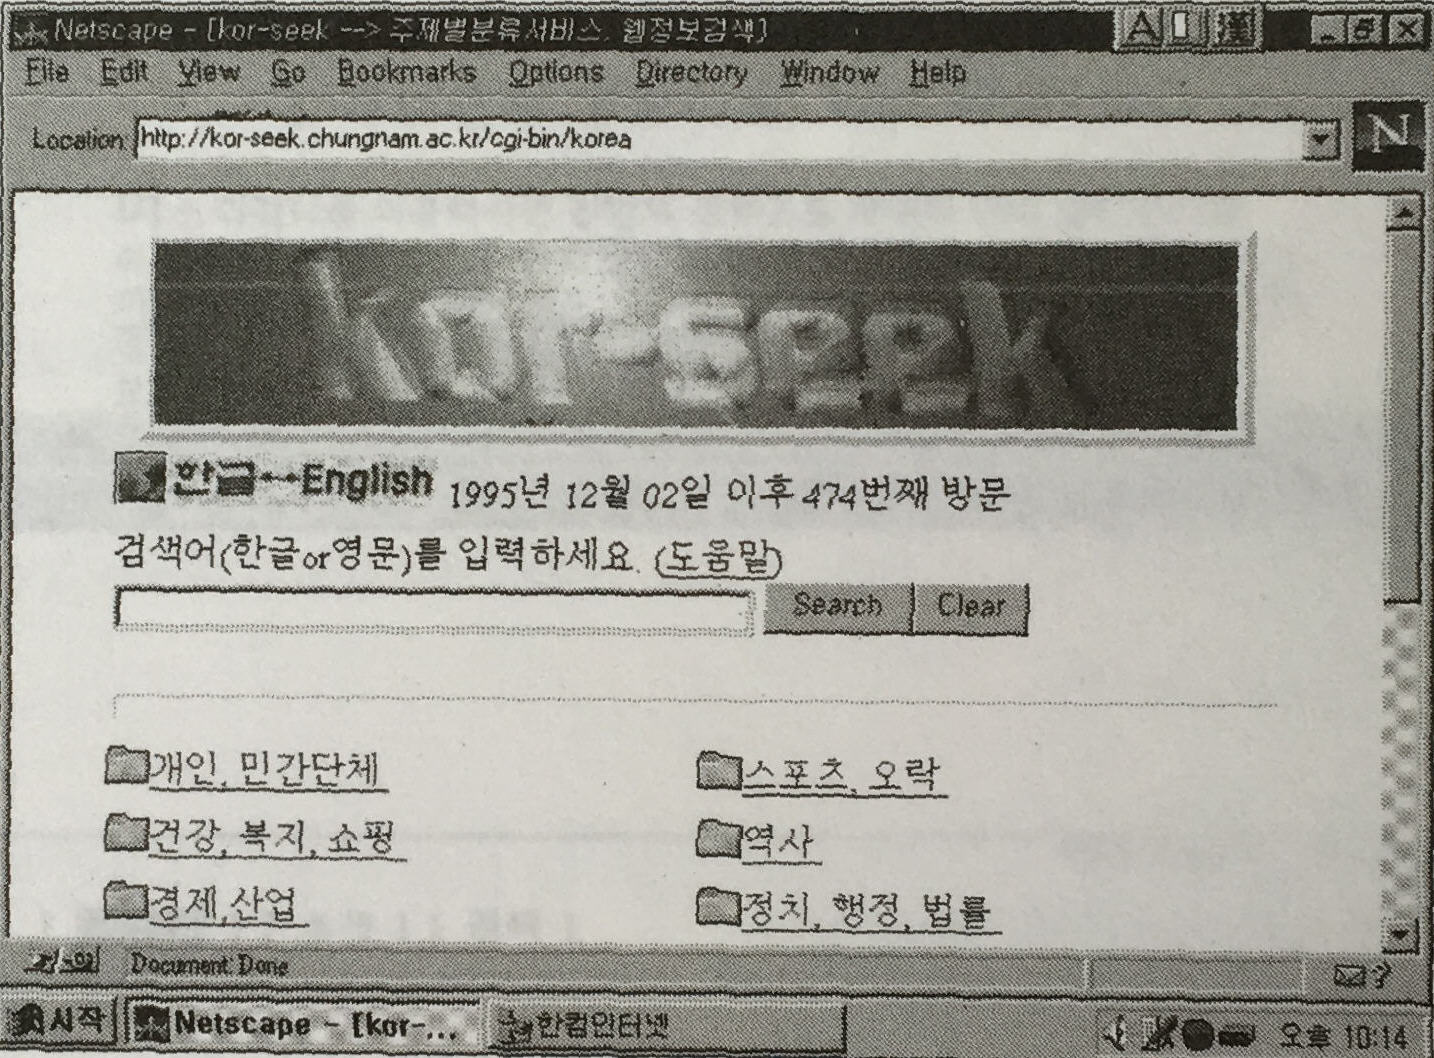 Netscape - [kor-seek --> 주제별분류서비스, 웹정보검색]
A 漢
File Edit View Go Bookmarks Options Directory Window Help
Location: http://kor-seek.chungnam.ac.kr/cgi-bin/korea
N
kor-seek
한글↔English 1995년 12월 02일 이후 474번째 방문
검색어(한글or영문)를 입력하세요. (도움말)
Search Clear
개인, 민간단체 스포츠, 오락
건강, 복지, 쇼핑 역사
경제,산업 정치, 행정, 법률
Document: Done
시작 Netscape - [kor-... 한컴인터넷 오후 10:14